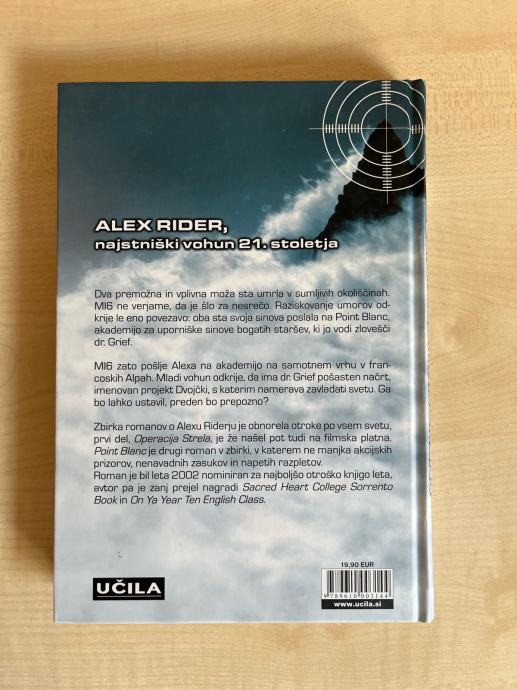 ALEX RIDER,
najstniški vohun 21. stoletja
Dva premožna in vplivna moža sta umrla v sumljivih okoliščinah.
MI6 ne verjame, da je šlo za nesrečo. Raziskovanje umorov od-
krije le eno povezavo: oba sta svoja sinova poslala na Point Blanc,
akademijo za uporniške sinove bogatih staršev, ki jo vodi zlovešči
dr. Grief.
MI6 zato pošlje Alexa na akademijo na samotnem vrhu v fran-
coskih Alpah. Mladi vohun odkrije, da ima dr. Grief pošasten načrt,
imenovan projekt Dvojčki, s katerim namerava zavladati svetu. Ga
bo lahko ustavil, preden bo prepozno?
Zbirka romanov o Alexu Riderju je obnorela otroke po vsem svetu,
prvi del, Operacija Strela, je že našel pot tudi na filmska platna.
Point Blanc je drugi roman v zbirki, v katerem ne manjka akcijskih
prizorov, nenavadnih zasukov in napetih razpletov.
Roman je bil leta 2002 nominiran za najboljšo otroško knjigo leta,
avtor pa je zanj prejel nagradi Sacred Heart College Sorrento
Book in On Ya Year Ten English Class.
19,90 EUR
9 789610 003144
www.ucila.si
UČILA